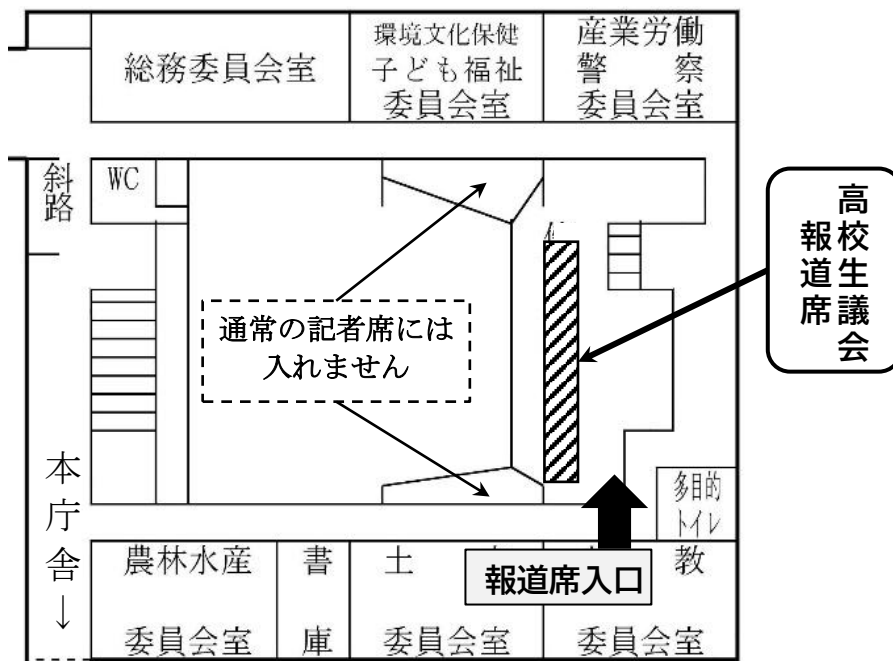 総務委員会室
環境文化保健
子ども福祉
委員会室
産業労働
警察
委員会室
斜路
WC
高校生議会
報道席
通常の記者席には
入れません
本庁舎↓
多目的
トイレ
農林水産
委員会室
書庫
土
委員会室
教
委員会室
報道席入口